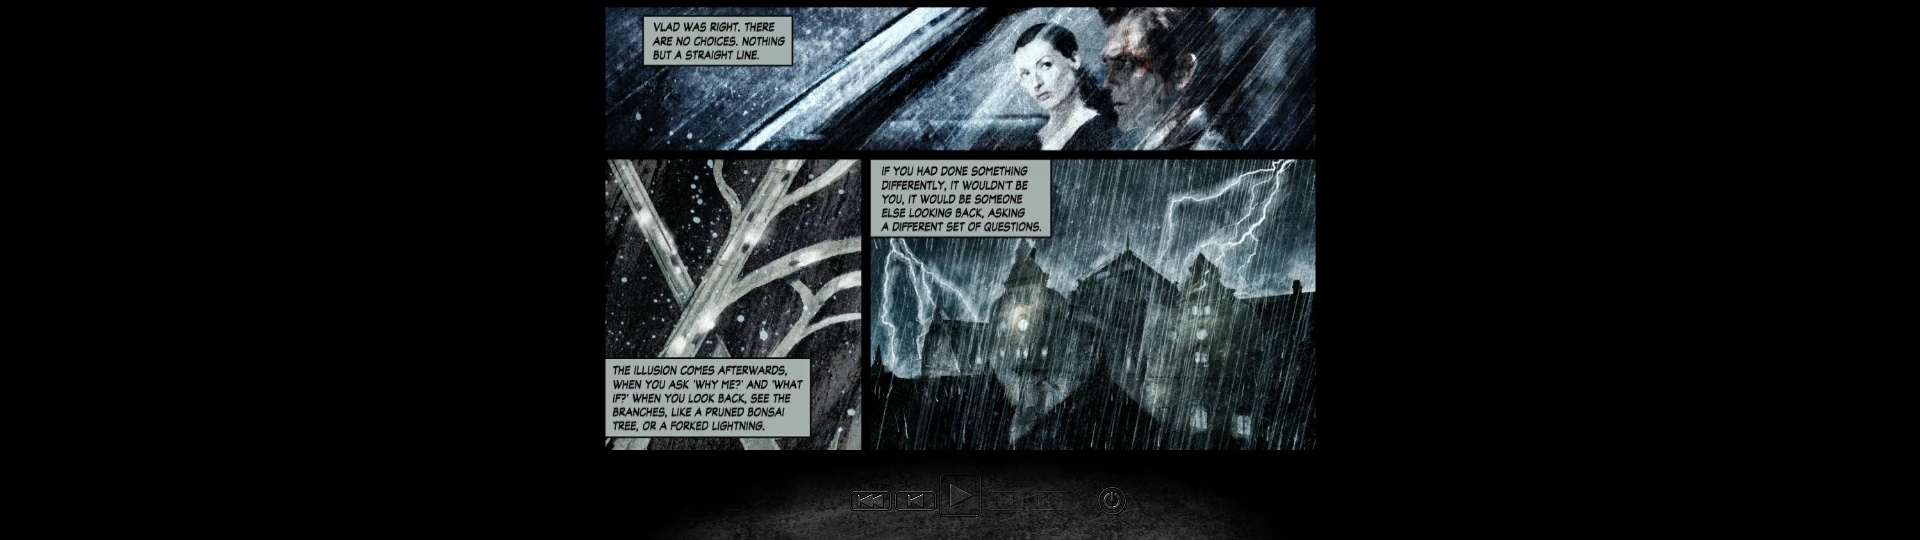 VLAD WAS RIGHT. THERE
ARE NO CHOICES. NOTHING
BUT A STRAIGHT LINE.
THE ILLUSION COMES AFTERWARDS,
WHEN YOU ASK 'WHY ME?' AND 'WHAT
IF?' WHEN YOU LOOK BACK, SEE THE
BRANCHES, LIKE A PRUNED BONSAI
TREE, OR A FORKED LIGHTNING.
IF YOU HAD DONE SOMETHING
DIFFERENTLY, IT WOULDN'T BE
YOU, IT WOULD BE SOMEONE
ELSE LOOKING BACK, ASKING
A DIFFERENT SET OF QUESTIONS.